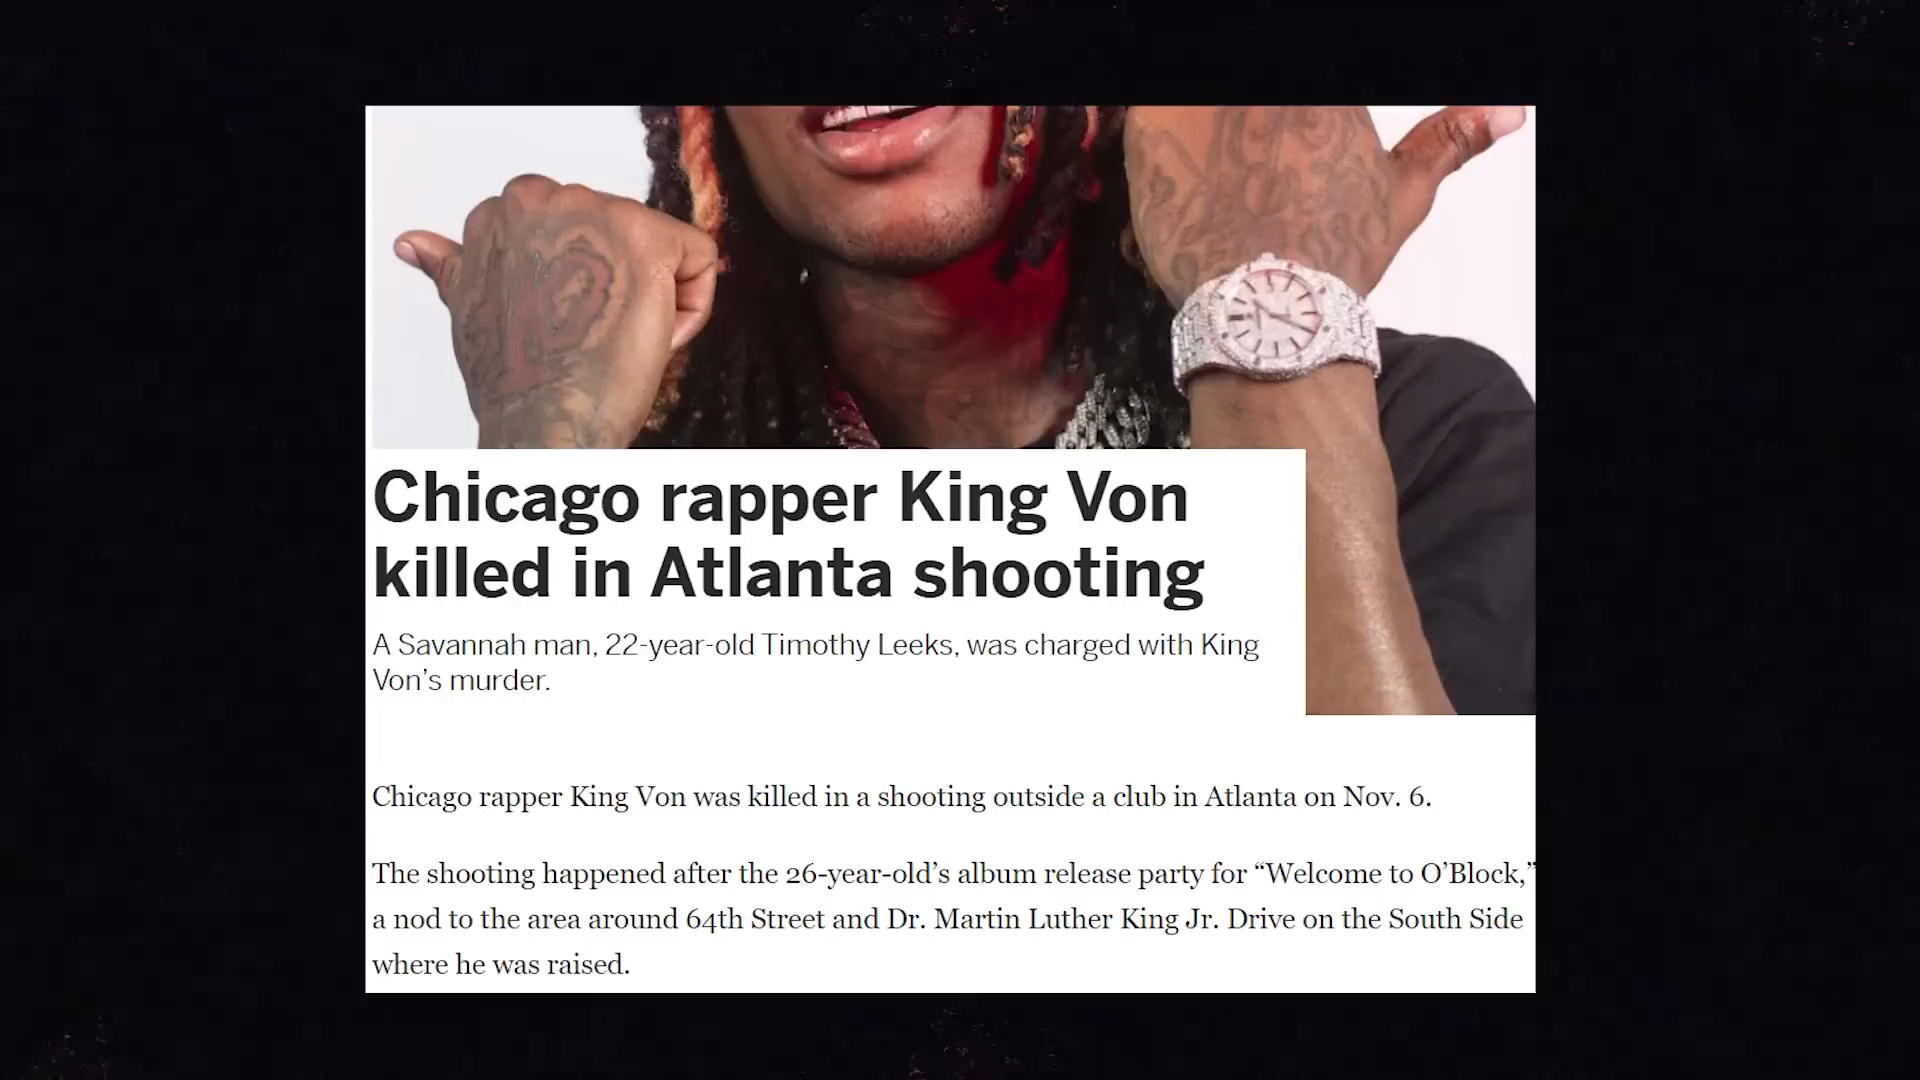 Chicago rapper King Von
killed in Atlanta shooting
A Savannah man, 22-year-old Timothy Leeks, was charged with King
Von’s murder.
Chicago rapper King Von was killed in a shooting outside a club in Atlanta on Nov. 6.
The shooting happened after the 26-year-old’s album release party for “Welcome to O’Block,”
a nod to the area around 64th Street and Dr. Martin Luther King Jr. Drive on the South Side
where he was raised.